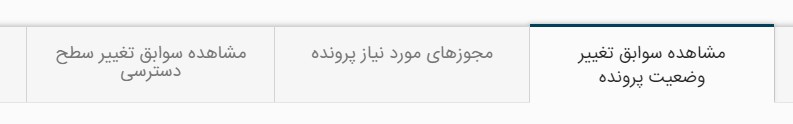 مشاهده سوابق تغییر
وضعیت پرونده
مجوزهای مورد نیاز پرونده
مشاهده سوابق تغییر سطح
دسترسی